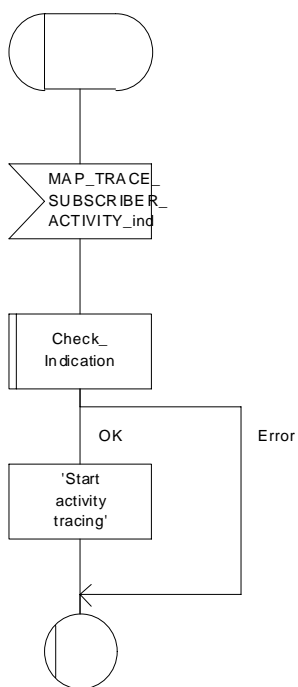 MAP_TRACE_
SUBSCRIBER_
ACTIVITY_ind
Check_
Indication
OK
Error
'Start
activity
tracing'